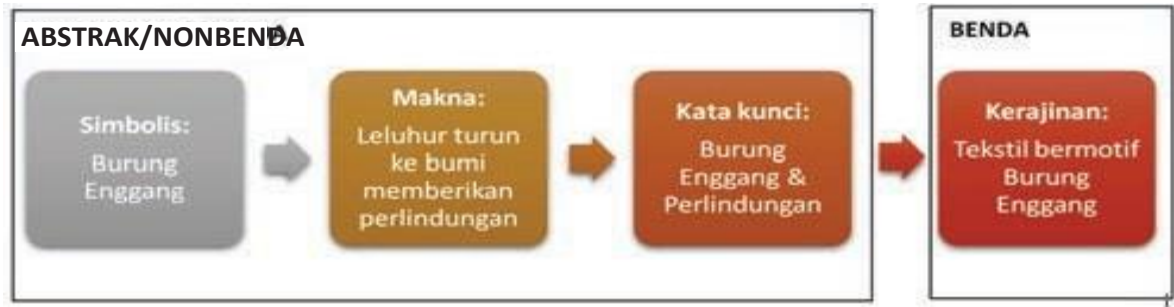 ABSTRAK/NONBENDA
Simbolis:
Burung
Enggang
Makna:
Leluhur turun
ke bumi
memberikan
perlindungan
Kata kunci:
Burung
Enggang &
Perlindungan
BENDA
Kerajinan:
Tekstil bermotif
Burung
Enggang